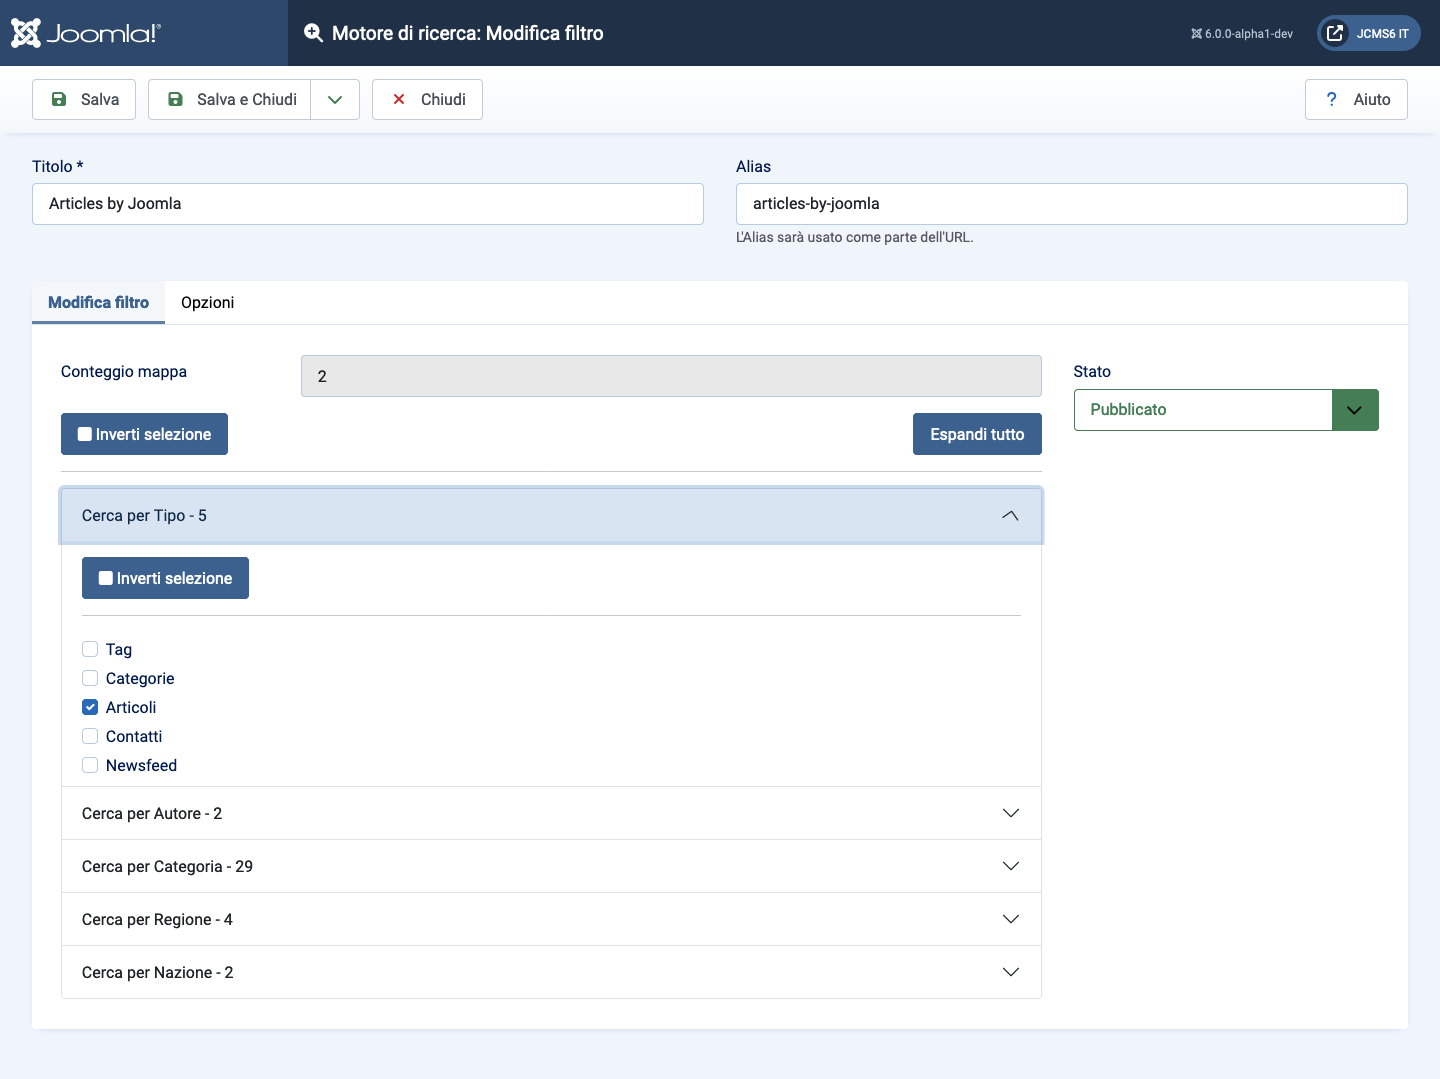 Joomla!®
Motore di ricerca: Modifica filtro
6.0.0-alpha1-dev
JCMS6 IT
Salva
Salva e Chiudi
Chiudi
? Aiuto
Titolo *
Alias
Articles by Joomla
articles-by-joomla
L'Alias sarà usato come parte dell'URL.
Modifica filtro
Opzioni
Conteggio mappa
2
Stato
Pubblicato
Inverti selezione
Espandi tutto
Cerca per Tipo - 5
Inverti selezione
Tag
Categorie
Articoli
Contatti
Newsfeed
Cerca per Autore - 2
Cerca per Categoria - 29
Cerca per Regione - 4
Cerca per Nazione - 2